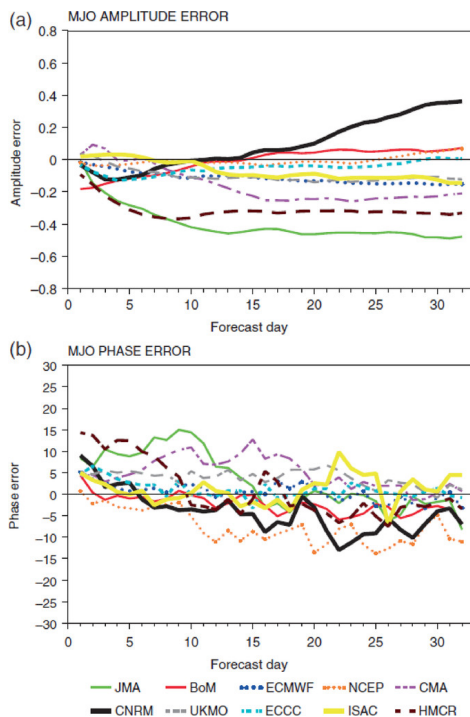 (a) MJO AMPLITUDE ERROR
0.8
0.6
0.4
0.2
0
-0.2
-0.4
-0.6
-0.8
Amplitude error
0 5 10 15 20 25 30
Forecast day
(b) MJO PHASE ERROR
30
25
20
15
10
5
0
-5
-10
-15
-20
-25
-30
Phase error
0 5 10 15 20 25 30
Forecast day
JMA BoM ECMWF NCEP CMA
CNRM UKMO ECCC ISAC HMCR